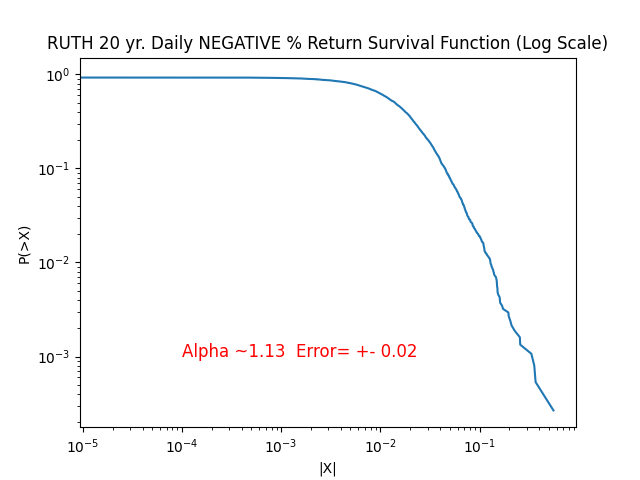 RUTH 20 yr. Daily NEGATIVE % Return Survival Function (Log Scale)
10⁰
10⁻¹
10⁻²
10⁻³
P(>X)
Alpha ~1.13  Error= +- 0.02
10⁻⁵ 10⁻⁴ 10⁻³ 10⁻² 10⁻¹
|X|